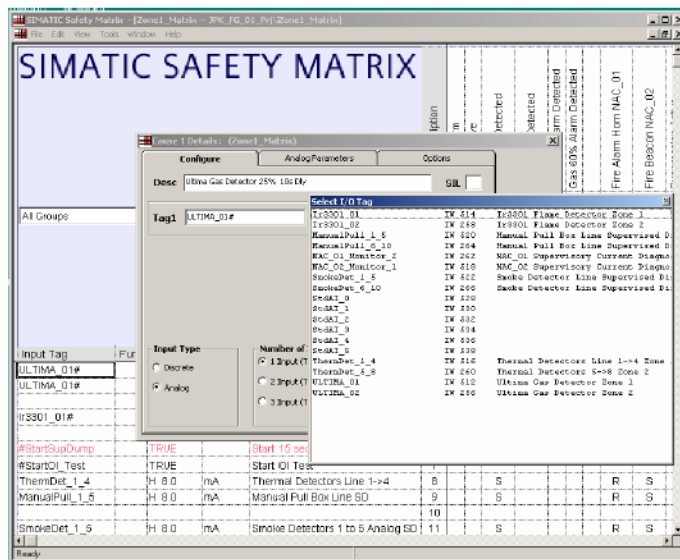 SIMATIC Safety Matrix - [Zone1_Matrix -- JPK_FG_01_Prj\Zone1_Matrix]
File Edit View Tools Window Help
SIMATIC SAFETY MATRIX
Fire Alarm Horn NAC_01
Fire Beacon NAC_02
Gas 60% Alarm Detected
Cause 1 Details: (Zone1_Matrix)
Configure Analog Parameters Options
Desc Ultima Gas Detector 25% 10s Dly SIL
Select I/O Tag
All Groups
Tag1 ULTIMA_01#
Ir3301_01 IW 514 Ir3301 Flame Detector Zone 1
Ir3301_02 IW 258 Ir3301 Flame Detector Zone 2
ManualPull_1_5 IW 520 Manual Pull Box Line Supervised D
ManualPull_6_10 IW 264 Manual Pull Box Line Supervised D
NAC_01_Monitor_2 IW 262 NAC_01 Supervisory Current Diagno
NAC_02_Monitor_1 IW 518 NAC_02 Supervisory Current Diagno
SmokeDet_1_5 IW 522 Smoke Detector Line Supervised Di
SmokeDet_6_10 IW 266 Smoke Detector Line Supervised Di
StdAI_0 IW 528
StdAI_1 IW 530
StdAI_2 IW 532
StdAI_3 IW 534
StdAI_4 IW 536
StdAI_5 IW 538
ThermDet_1_4 IW 516 Thermal Detectors Line 1->4 Zone
ThermDet_5_8 IW 260 Thermal Detectors 5->8 Zone 2
ULTIMA_01 IW 512 Ultima Gas Detector Zone 1
ULTIMA_02 IW 256 Ultima Gas Detector Zone 2
Input Type Number of
Discrete 1 Input (T
Analog 2 Input (T
3 Input (T
Input Tag Fur
ULTIMA_01#
ULTIMA_01#
Ir3301_01#
#StartSupDump TRUE Start 15 sec
#StartOI_Test TRUE Start OI Test
ThermDet_1_4 H 8.0 mA Thermal Detectors Line 1->4 8 S R S
ManualPull_1_5 H 8.0 mA Manual Pull Box Line SD 9 S R S
10
SmokeDet_1_5 H 8.0 mA Smoke Detectors 1 to 5 Analog SD 11 S R S
Ready